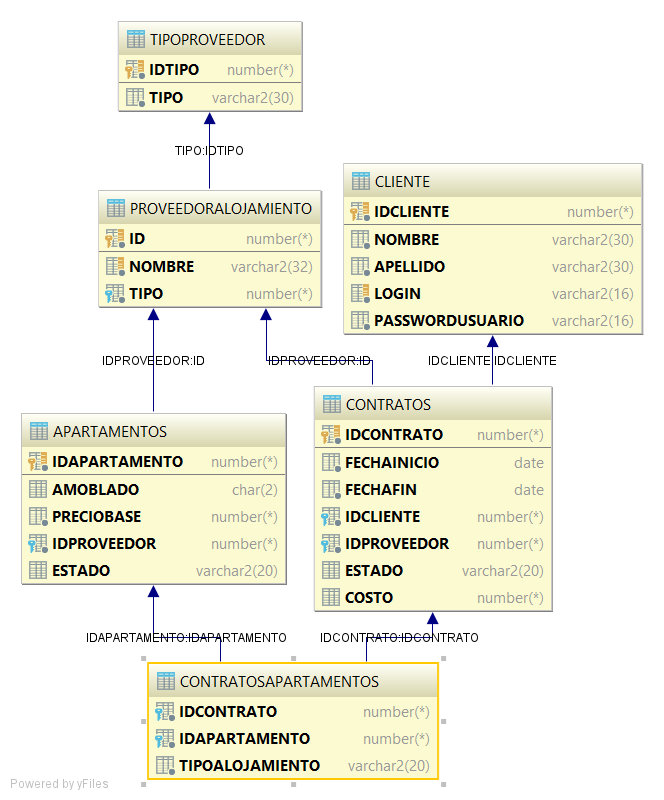 TIPOPROVEEDOR
IDTIPO number(*)
TIPO varchar2(30)
TIPO:IDTIPO
PROVEEDORALOJAMIENTO
ID number(*)
NOMBRE varchar2(32)
TIPO number(*)
CLIENTE
IDCLIENTE number(*)
NOMBRE varchar2(30)
APELLIDO varchar2(30)
LOGIN varchar2(16)
PASSWORDUSUARIO varchar2(16)
IDPROVEEDOR:ID
IDPROVEEDOR:ID
IDCLIENTE:IDCLIENTE
APARTAMENTOS
IDAPARTAMENTO number(*)
AMOBLADO char(2)
PRECIOBASE number(*)
IDPROVEEDOR number(*)
ESTADO varchar2(20)
CONTRATOS
IDCONTRATO number(*)
FECHAINICIO date
FECHAFIN date
IDCLIENTE number(*)
IDPROVEEDOR number(*)
ESTADO varchar2(20)
COSTO number(*)
IDAPARTAMENTO:IDAPARTAMENTO
IDCONTRATO:IDCONTRATO
CONTRATOSAPARTAMENTOS
IDCONTRATO number(*)
IDAPARTAMENTO number(*)
TIPOALOJAMIENTO varchar2(20)
Powered by yFiles